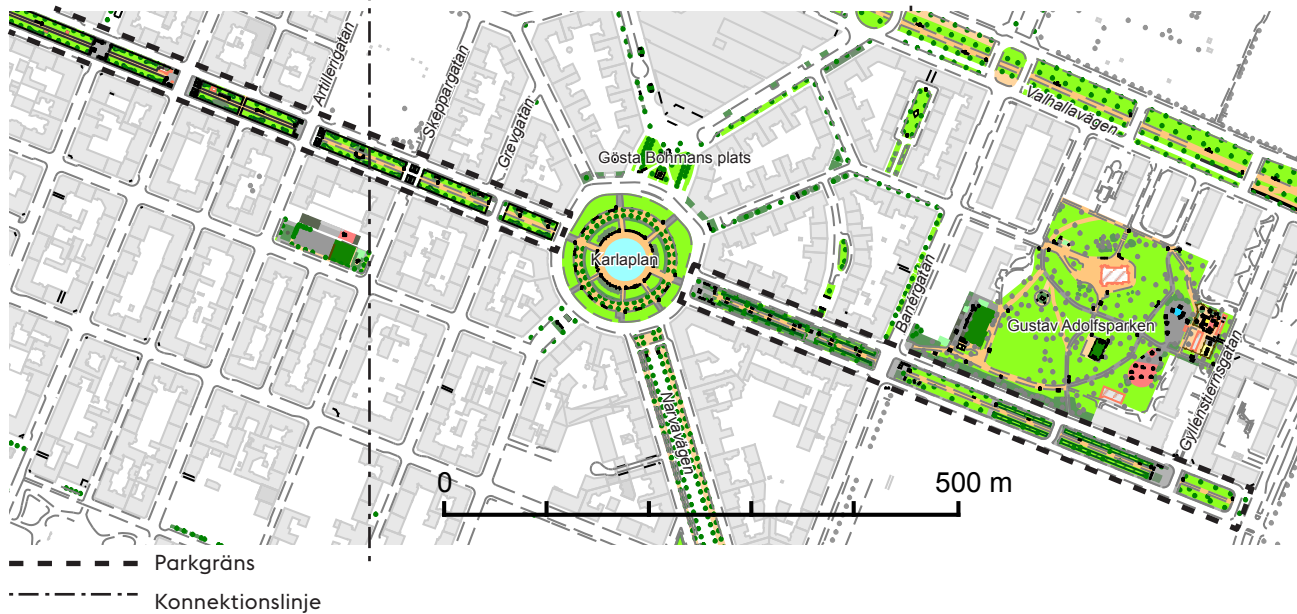 Artillerigatan
Skeppargatan
Grevgatan
Valhallavägen
Gösta Bohmans plats
Karlaplan
Banérgatan
Gustav Adolfsparken
Gyllenstiernsgatan
Narvavägen
0
500 m
Parkgräns
Konnektionslinje